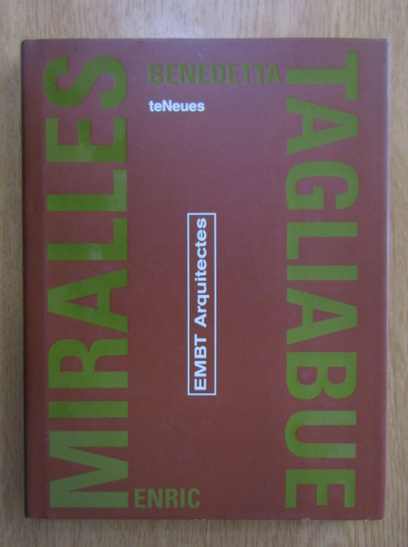 BENEDETTA
TAGLIABUE
teNeues
EMBT Arquitectes
MIRALLES
ENRIC